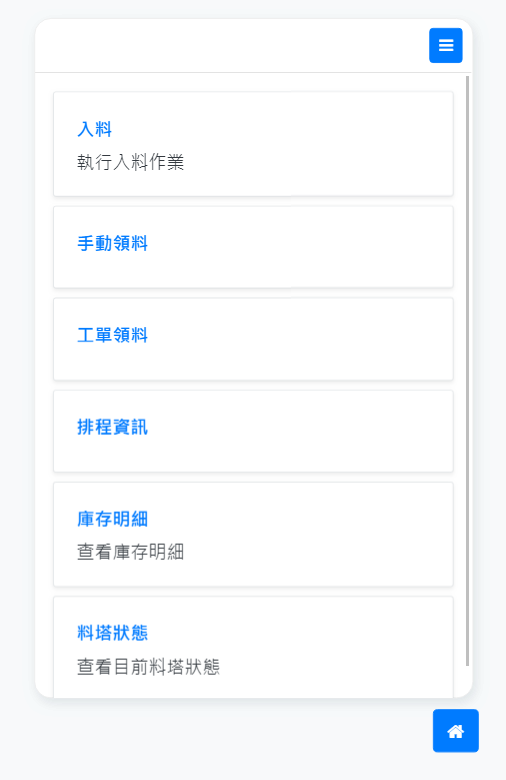 入料
執行入料作業
手動領料
工單領料
排程資訊
庫存明細
查看庫存明細
料塔狀態
查看目前料塔狀態